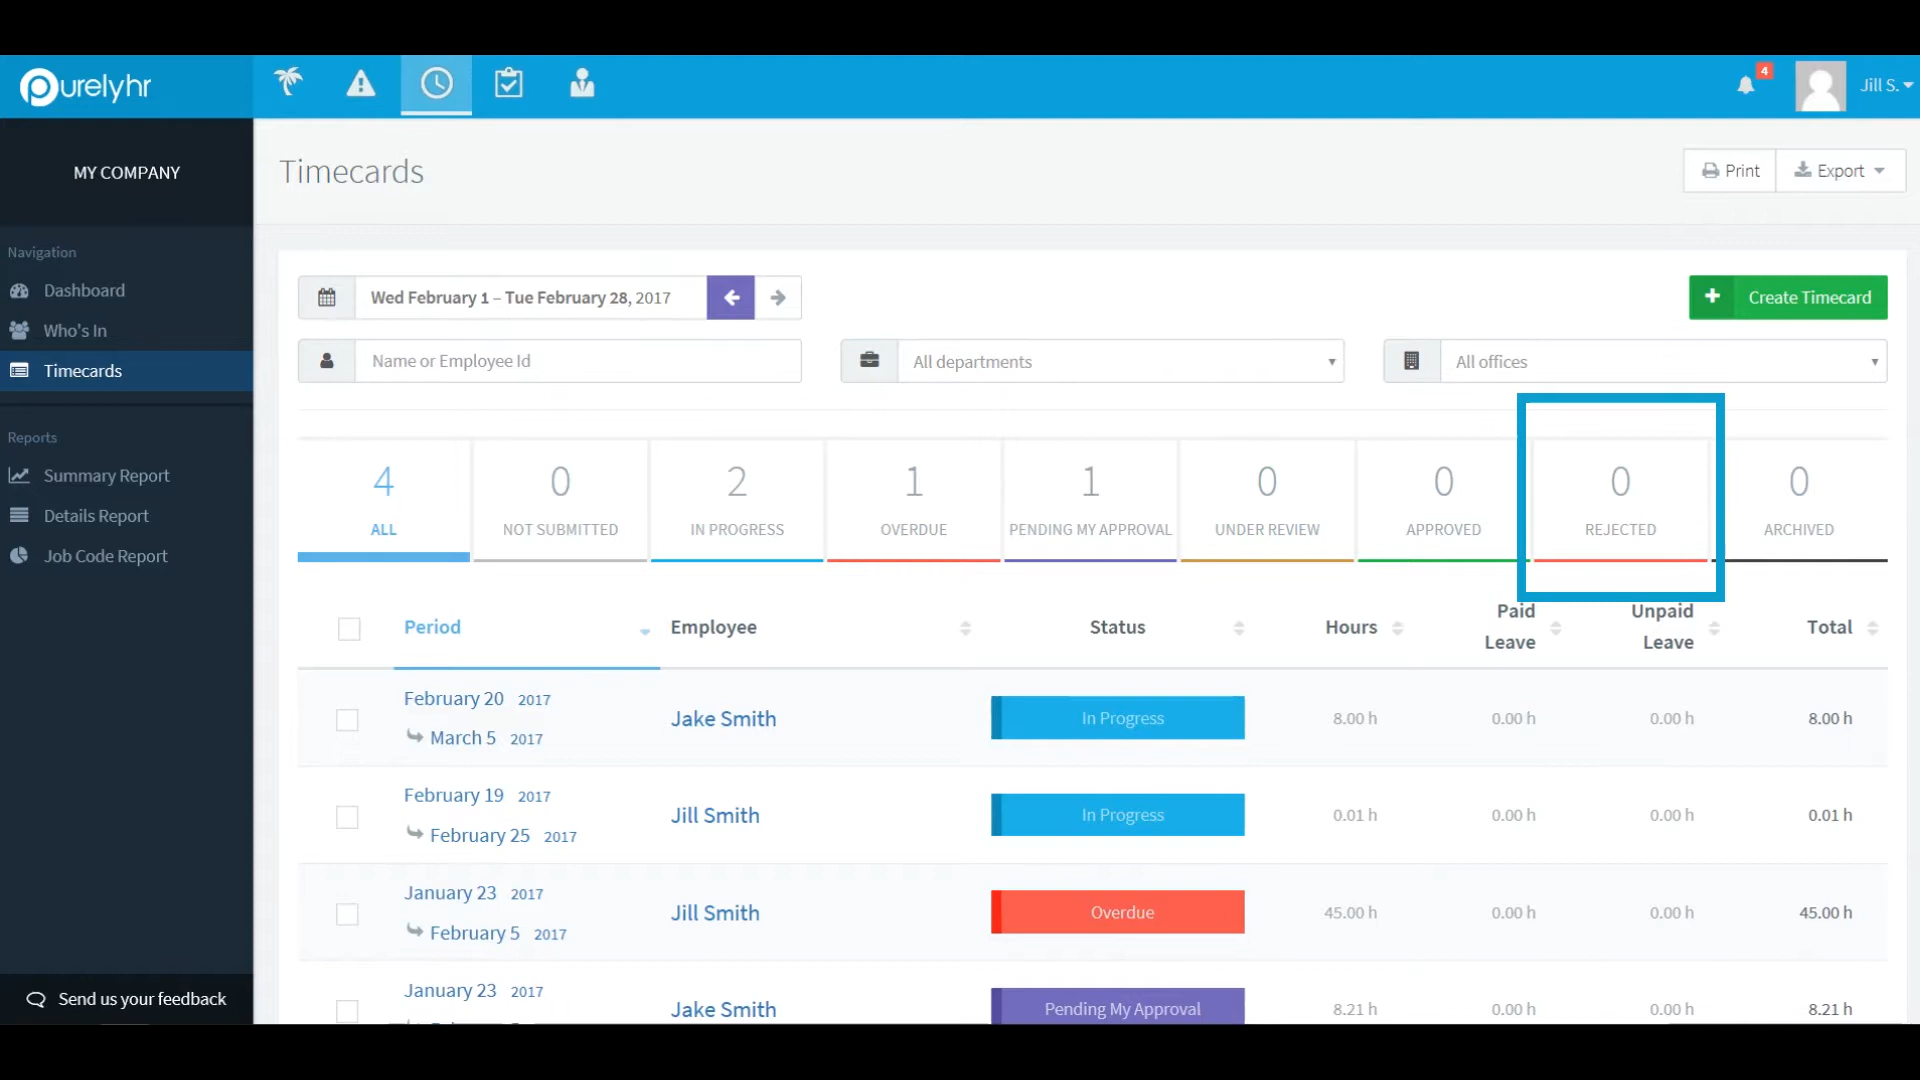 purelyhr
4
Jill S.
MY COMPANY
Timecards
Print
Export
Navigation
Dashboard
Who's In
Timecards
Reports
Summary Report
Details Report
Job Code Report
Send us your feedback
Wed February 1 – Tue February 28, 2017
Create Timecard
Name or Employee Id
All departments
All offices
4 0 2 1 1 0 0 0 0
ALL NOT SUBMITTED IN PROGRESS OVERDUE PENDING MY APPROVAL UNDER REVIEW APPROVED REJECTED ARCHIVED
Period Employee Status Hours Paid Leave Unpaid Leave Total
February 20 2017
March 5 2017
Jake Smith In Progress 8.00 h 0.00 h 0.00 h 8.00 h
February 19 2017
February 25 2017
Jill Smith In Progress 0.01 h 0.00 h 0.00 h 0.01 h
January 23 2017
February 5 2017
Jill Smith Overdue 45.00 h 0.00 h 0.00 h 45.00 h
January 23 2017
Jake Smith Pending My Approval 8.21 h 0.00 h 0.00 h 8.21 h